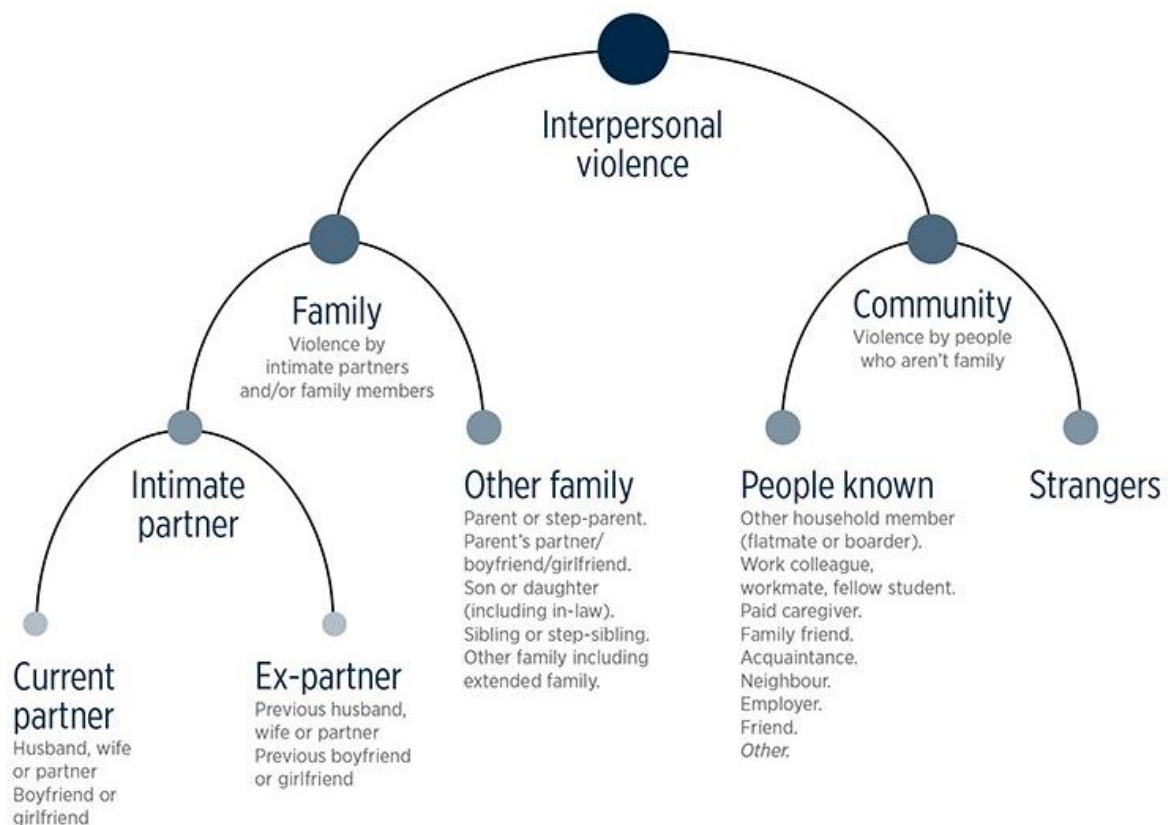 Interpersonal
violence
Family
Violence by
intimate partners
and/or family members
Community
Violence by people
who aren't family
Intimate
partner
Other family
Parent or step-parent.
Parent's partner/
boyfriend/girlfriend.
Son or daughter
(including in-law).
Sibling or step-sibling.
Other family including
extended family.
People known
Other household member
(flatmate or boarder).
Work colleague,
workmate, fellow student.
Paid caregiver.
Family friend.
Acquaintance.
Neighbour.
Employer.
Friend.
Other.
Strangers
Current
partner
Husband, wife
or partner
Boyfriend or
girlfriend
Ex-partner
Previous husband,
wife or partner
Previous boyfriend
or girlfriend